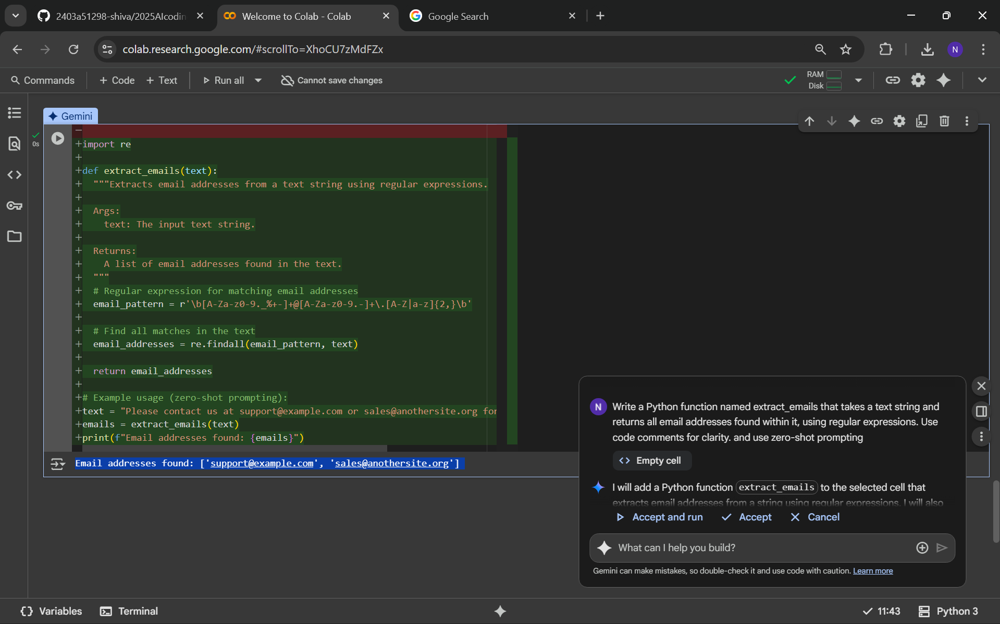 2403a51298-shiva/2025AIcodin
Welcome to Colab - Colab
Google Search
colab.research.google.com/#scrollTo=XhoCU7zMdFZx
N
Commands
+ Code + Text
Run all
Cannot save changes
RAM
Disk
Gemini
0s
-
+import re
+
+def extract_emails(text):
+  """Extracts email addresses from a text string using regular expressions.
+
+  Args:
+    text: The input text string.
+
+  Returns:
+    A list of email addresses found in the text.
+  """
+  # Regular expression for matching email addresses
+  email_pattern = r'\b[A-Za-z0-9._%+-]+@[A-Za-z0-9.-]+\.[A-Z|a-z]{2,}\b'
+
+  # Find all matches in the text
+  email_addresses = re.findall(email_pattern, text)
+
+  return email_addresses
+
+# Example usage (zero-shot prompting):
+text = "Please contact us at support@example.com or sales@anothersite.org for
+emails = extract_emails(text)
+print(f"Email addresses found: {emails}")
Email addresses found: ['support@example.com', 'sales@anothersite.org']
N
Write a Python function named extract_emails that takes a text string and
returns all email addresses found within it, using regular expressions. Use
code comments for clarity. and use zero-shot prompting
<> Empty cell
I will add a Python function extract_emails to the selected cell that
extracts email addresses from a string using regular expressions. I will also
Accept and run
Accept
Cancel
What can I help you build?
Gemini can make mistakes, so double-check it and use code with caution. Learn more
{} Variables
Terminal
11:43
Python 3